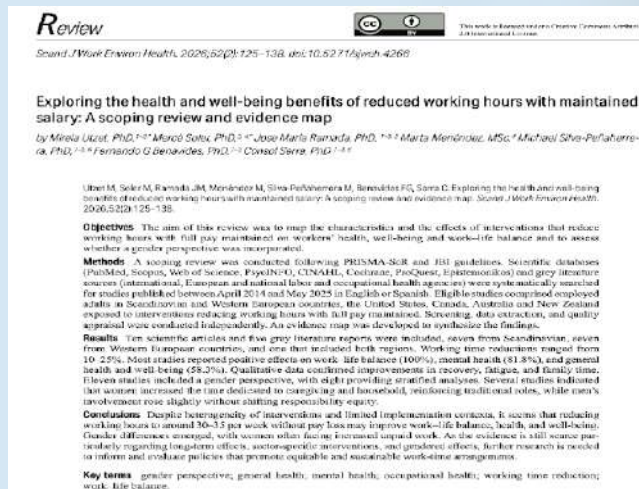 Review
This work is licensed under a Creative Commons Attribution
4.0 International License
Scand J Work Environ Health. 2026;52(2):125–138. doi:10.5271/sjweh.4266
Exploring the health and well-being benefits of reduced working hours with maintained
salary: A scoping review and evidence map
by Mireia Utzet, PhD, Mercè Soler, PhD, Jose María Ramada, PhD, Marta Menéndez, MSc, Michael Silva-Peñaherre-
ra, PhD, Fernando G Benavides, PhD, Consol Serra, PhD
Utzet M, Soler M, Ramada JM, Menéndez M, Silva-Peñaherrera M, Benavides FG, Serra C. Exploring the health and well-being
benefits of reduced working hours with maintained salary: A scoping review and evidence map. Scand J Work Environ Health.
2026;52(2):125–138.
Objectives The aim of this review was to map the characteristics and the effects of interventions that reduce
working hours with full pay maintained on workers' health, well-being and work–life balance and to assess
whether a gender perspective was incorporated.
Methods A scoping review was conducted following PRISMA-ScR and JBI guidelines. Scientific databases
(PubMed, Scopus, Web of Science, PsycINFO, CINAHL, Cochrane, ProQuest, Epistemonikos) and grey literature
sources (international, European and national labor and occupational health agencies) were systematically searched
for studies published between April 2014 and May 2025 in English or Spanish. Eligible studies comprised employed
adults in Scandinavian and Western European countries, the United States, Canada, Australia and New Zealand
exposed to interventions reducing working hours with full pay maintained. Screening, data extraction, and quality
appraisal were conducted independently. An evidence map was developed to synthesize the findings.
Results Ten scientific articles and five grey literature reports were included, seven from Scandinavian, seven
from Western European countries, and one that included both regions. Working time reductions ranged from
10–25%. Most studies reported positive effects on work–life balance (100%), mental health (81.8%), and general
health and well-being (58.3%). Qualitative data confirmed improvements in recovery, fatigue, and family time.
Eleven studies included a gender perspective, with eight providing stratified analyses. Several studies indicated
that women increased the time dedicated to caregiving and household, reinforcing traditional roles, while men's
involvement rose slightly without shifting responsibility equity.
Conclusions Despite heterogeneity of interventions and limited implementation contexts, it seems that reducing
working hours to around 30–35 per week without pay loss may improve work–life balance, health, and well-being.
Gender differences emerged, with women often facing increased unpaid work. As the evidence is still scarce par-
ticularly regarding long-term effects, sector-specific interventions, and gendered effects, further research is needed
to inform and evaluate policies that promote equitable and sustainable work-time arrangements.
Key terms gender perspective; general health; mental health; occupational health; working time reduction;
work–life balance.